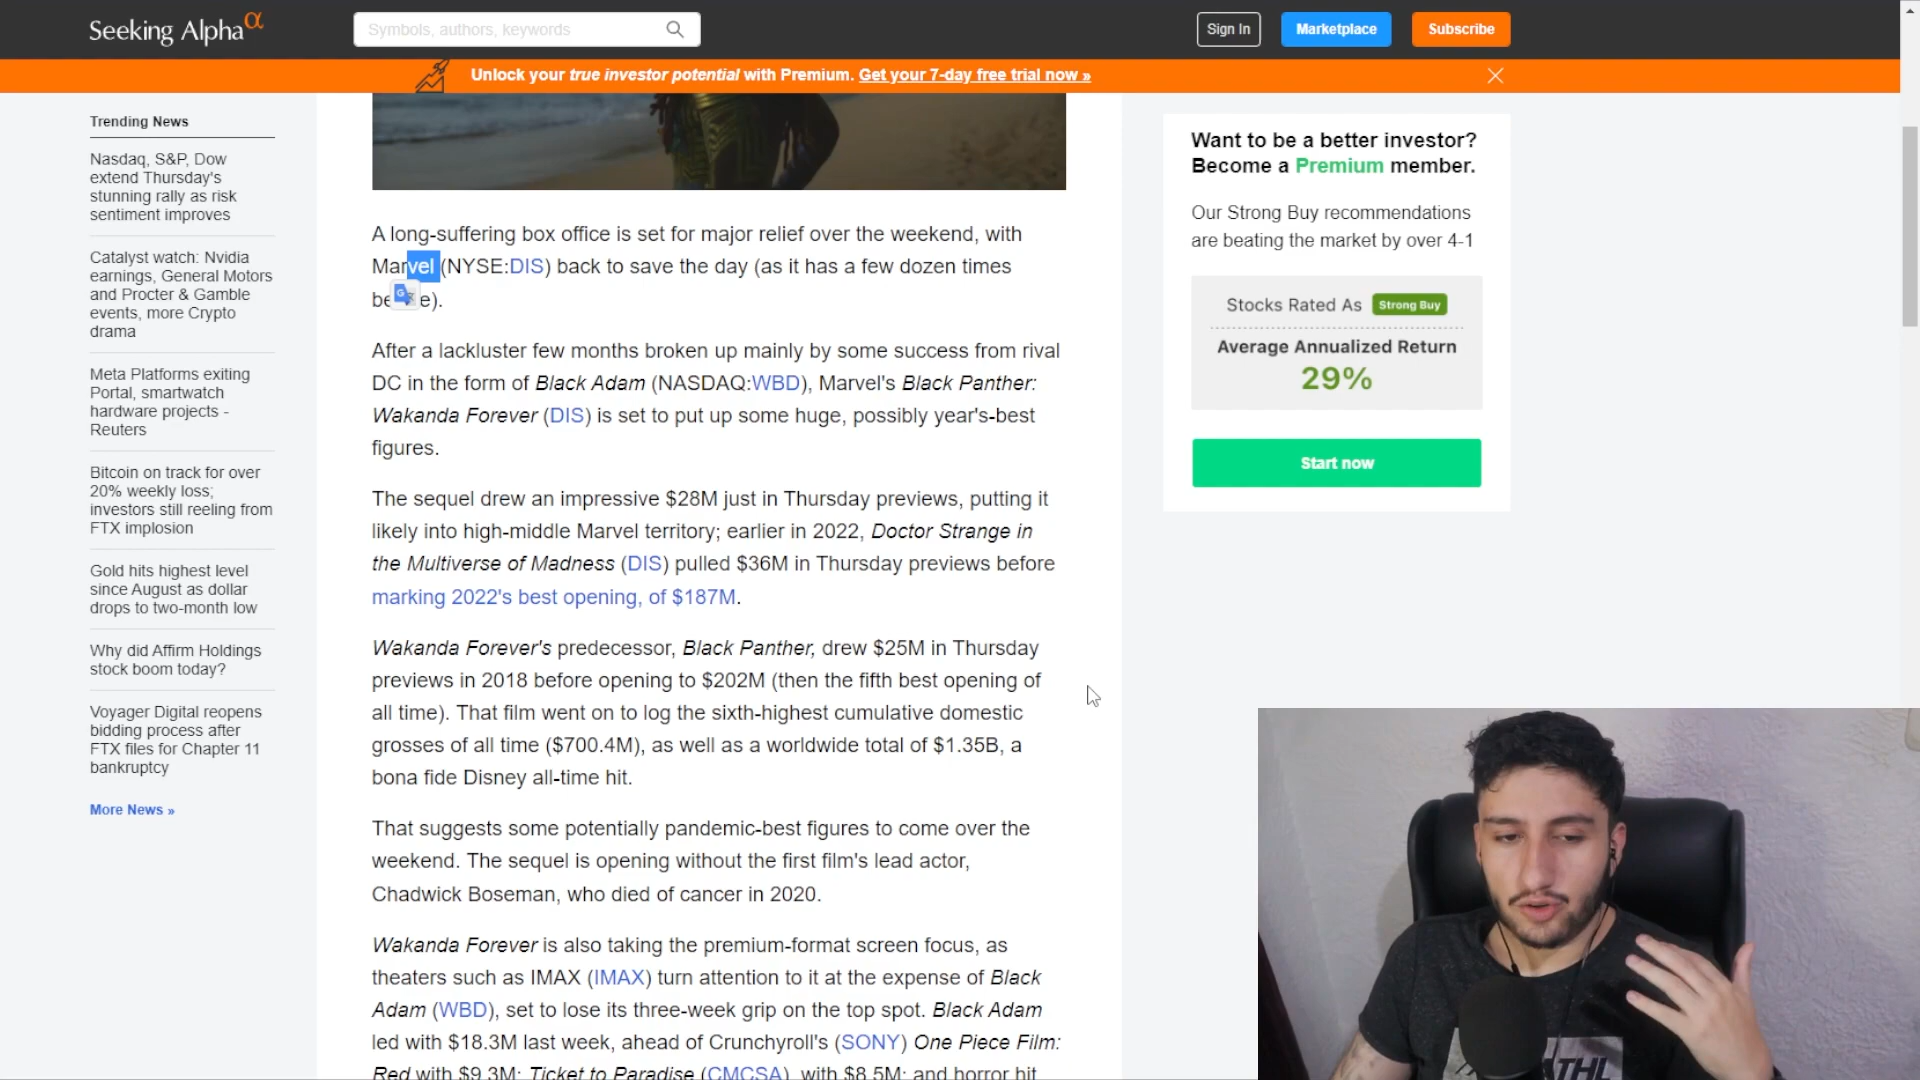 Seeking Alpha α
Symbols, authors, keywords
Sign In
Marketplace
Subscribe
Unlock your true investor potential with Premium. Get your 7-day free trial now »
Trending News
Nasdaq, S&P, Dow
extend Thursday's
stunning rally as risk
sentiment improves
Catalyst watch: Nvidia
earnings, General Motors
and Procter & Gamble
events, more Crypto
drama
Meta Platforms exiting
Portal, smartwatch
hardware projects -
Reuters
Bitcoin on track for over
20% weekly loss;
investors still reeling from
FTX implosion
Gold hits highest level
since August as dollar
drops to two-month low
Why did Affirm Holdings
stock boom today?
Voyager Digital reopens
bidding process after
FTX files for Chapter 11
bankruptcy
More News »
A long-suffering box office is set for major relief over the weekend, with
Marvel (NYSE:DIS) back to save the day (as it has a few dozen times
be e).
After a lackluster few months broken up mainly by some success from rival
DC in the form of Black Adam (NASDAQ:WBD), Marvel's Black Panther:
Wakanda Forever (DIS) is set to put up some huge, possibly year's-best
figures.
The sequel drew an impressive $28M just in Thursday previews, putting it
likely into high-middle Marvel territory; earlier in 2022, Doctor Strange in
the Multiverse of Madness (DIS) pulled $36M in Thursday previews before
marking 2022's best opening, of $187M.
Wakanda Forever's predecessor, Black Panther, drew $25M in Thursday
previews in 2018 before opening to $202M (then the fifth best opening of
all time). That film went on to log the sixth-highest cumulative domestic
grosses of all time ($700.4M), as well as a worldwide total of $1.35B, a
bona fide Disney all-time hit.
That suggests some potentially pandemic-best figures to come over the
weekend. The sequel is opening without the first film's lead actor,
Chadwick Boseman, who died of cancer in 2020.
Wakanda Forever is also taking the premium-format screen focus, as
theaters such as IMAX (IMAX) turn attention to it at the expense of Black
Adam (WBD), set to lose its three-week grip on the top spot. Black Adam
led with $18.3M last week, ahead of Crunchyroll's (SONY) One Piece Film:
Red with $9.3M; Ticket to Paradise (CMCSA), with $8.5M; and horror hit
Want to be a better investor?
Become a Premium member.
Our Strong Buy recommendations
are beating the market by over 4-1
Stocks Rated As Strong Buy
Average Annualized Return
29%
Start now